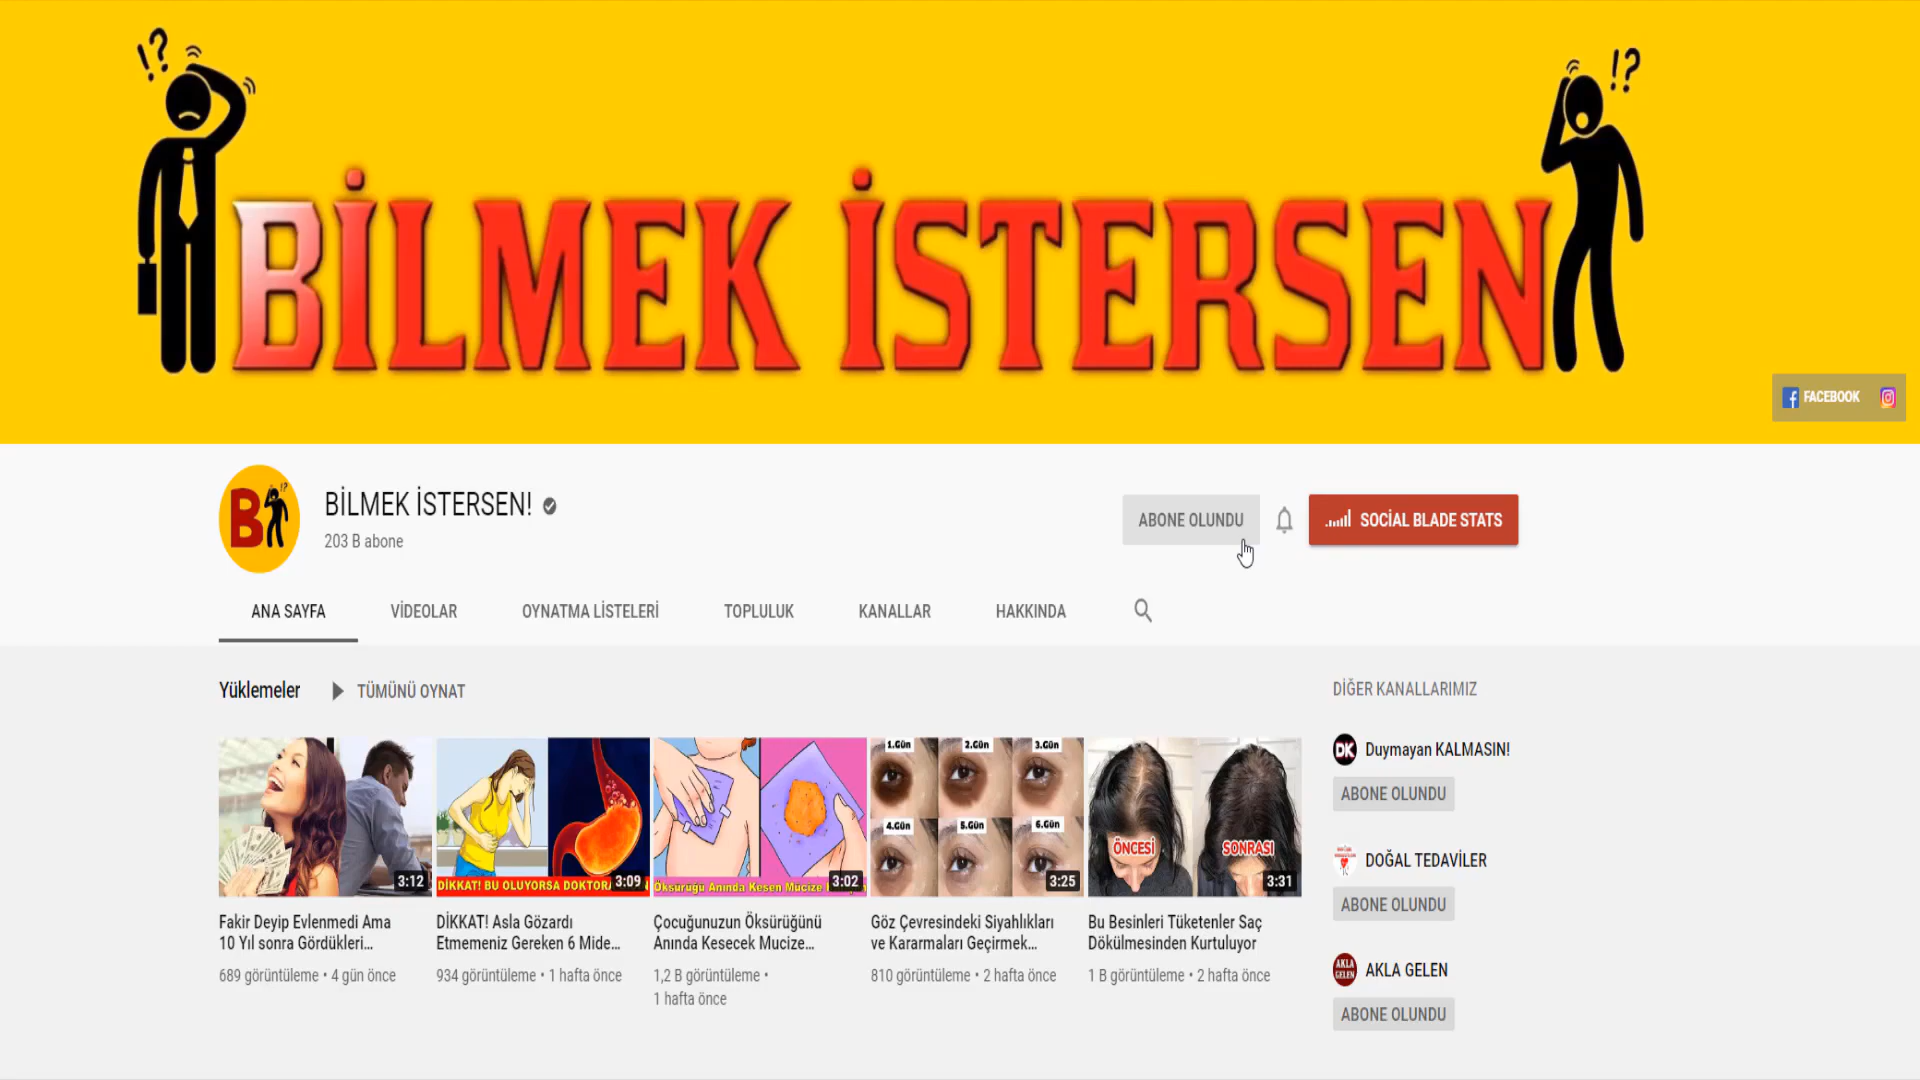 !?
!?
BİLMEK İSTERSEN
FACEBOOK
B
!?
BİLMEK İSTERSEN!
203 B abone
ABONE OLUNDU
SOCİAL BLADE STATS
ANA SAYFA
VİDEOLAR
OYNATMA LİSTELERİ
TOPLULUK
KANALLAR
HAKKINDA
Yüklemeler
TÜMÜNÜ OYNAT
3:12
Fakir Deyip Evlenmedi Ama
10 Yıl sonra Gördükleri...
689 görüntüleme • 4 gün önce
DİKKAT! BU OLUYORSA DOKTOR
3:09
DİKKAT! Asla Gözardı
Etmemeniz Gereken 6 Mide...
934 görüntüleme • 1 hafta önce
Öksürüğü Anında Kesen Mucize
3:02
Çocuğunuzun Öksürüğünü
Anında Kesecek Mucize...
1,2 B görüntüleme •
1 hafta önce
1.Gün
2.Gün
3.Gün
4.Gün
5.Gün
6.Gün
3:25
Göz Çevresindeki Siyahlıkları
ve Kararmaları Geçirmek...
810 görüntüleme • 2 hafta önce
ÖNCESİ
SONRASI
3:31
Bu Besinleri Tüketenler Saç
Dökülmesinden Kurtuluyor
1 B görüntüleme • 2 hafta önce
DİĞER KANALLARIMIZ
DK
Duymayan KALMASIN!
ABONE OLUNDU
DOĞAL TEDAVİLER
ABONE OLUNDU
AKLA
GELEN
AKLA GELEN
ABONE OLUNDU